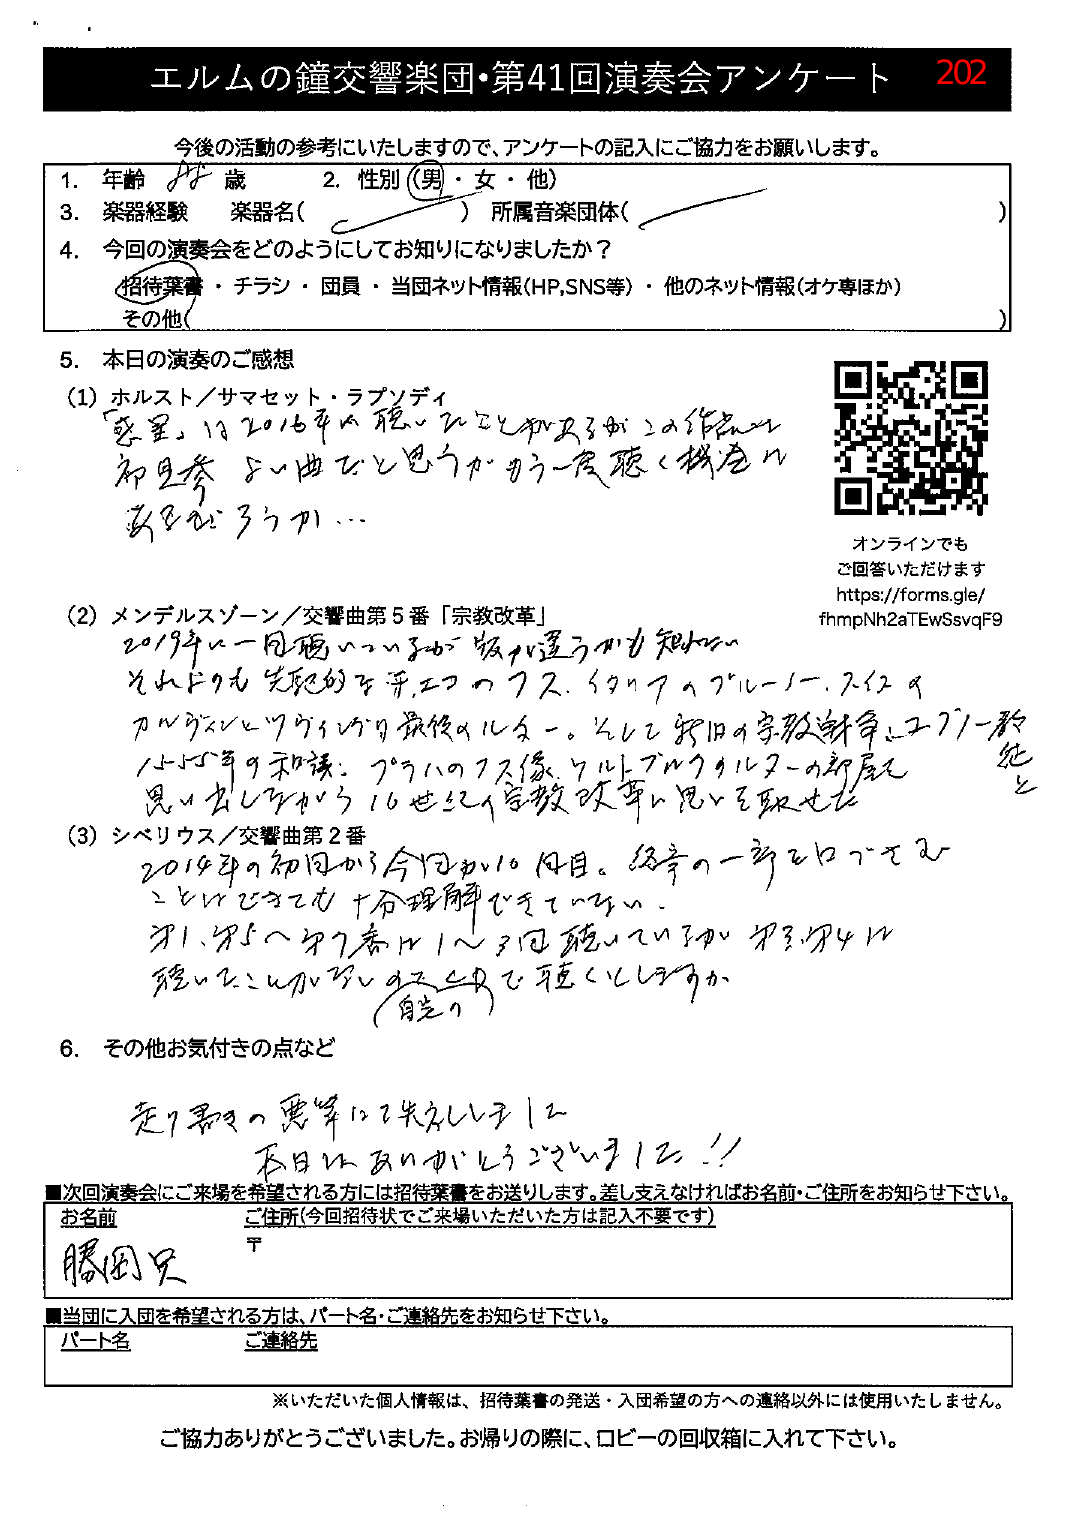 エルムの鐘交響楽団・第41回演奏会アンケート 202
今後の活動の参考にいたしますので、アンケートの記入にご協力をお願いします。
1. 年齢 歳 2. 性別 (男・女・他)
3. 楽器経験 楽器名( ) 所属音楽団体( )
4. 今回の演奏会をどのようにしてお知りになりましたか？
招待葉書 ・ チラシ ・ 団員 ・ 当団ネット情報(HP,SNS等) ・ 他のネット情報(オケ専ほか)
その他( )
5. 本日の演奏のご感想
(1) ホルスト／サマセット・ラプソディ
「惑星」は2016年に聴いたことがあるがこの作品は
初見参 よい曲だと思うがもう一度聴く機会は
あるだろうか…
オンラインでも
ご回答いただけます
https://forms.gle/
fhmpNh2aTEwSsvqF9
(2) メンデルスゾーン／交響曲第5番「宗教改革」
2019年に一回聴いているが版が違うかも知れない
それよりも先駆的な チェコのフス、イタリアのブルーノ、スイスの
カルヴァンとツヴィングリ最後のルター。そして新旧の宗教戦争、
1555年の和議、プラハのフス像、ヴァルトブルクのルターの部屋を
思い出しながら16世紀の宗教改革に思いを馳せた
(3) シベリウス／交響曲第2番
2014年の初回から今回が10回目。終章の一部を口ずさむ
ことはできても十分理解できていない.
第1、第5〜第7番は1〜3回聴いているが第3、第4は
聴いたことがないので CDで聴くとしますか
(自宅の)
6. その他お気付きの点など
走り書きの悪筆にて失礼しました
本日はありがとうございました!!
■次回演奏会にご来場を希望される方には招待葉書をお送りします。差し支えなければお名前・ご住所をお知らせ下さい。
お名前 ご住所(今回招待状でご来場いただいた方は記入不要です)
〒
勝岡
■当団に入団を希望される方は、パート名・ご連絡先をお知らせ下さい。
パート名 ご連絡先
※いただいた個人情報は、招待葉書の発送・入団希望の方への連絡以外には使用いたしません。
ご協力ありがとうございました。お帰りの際に、ロビーの回収箱に入れて下さい。